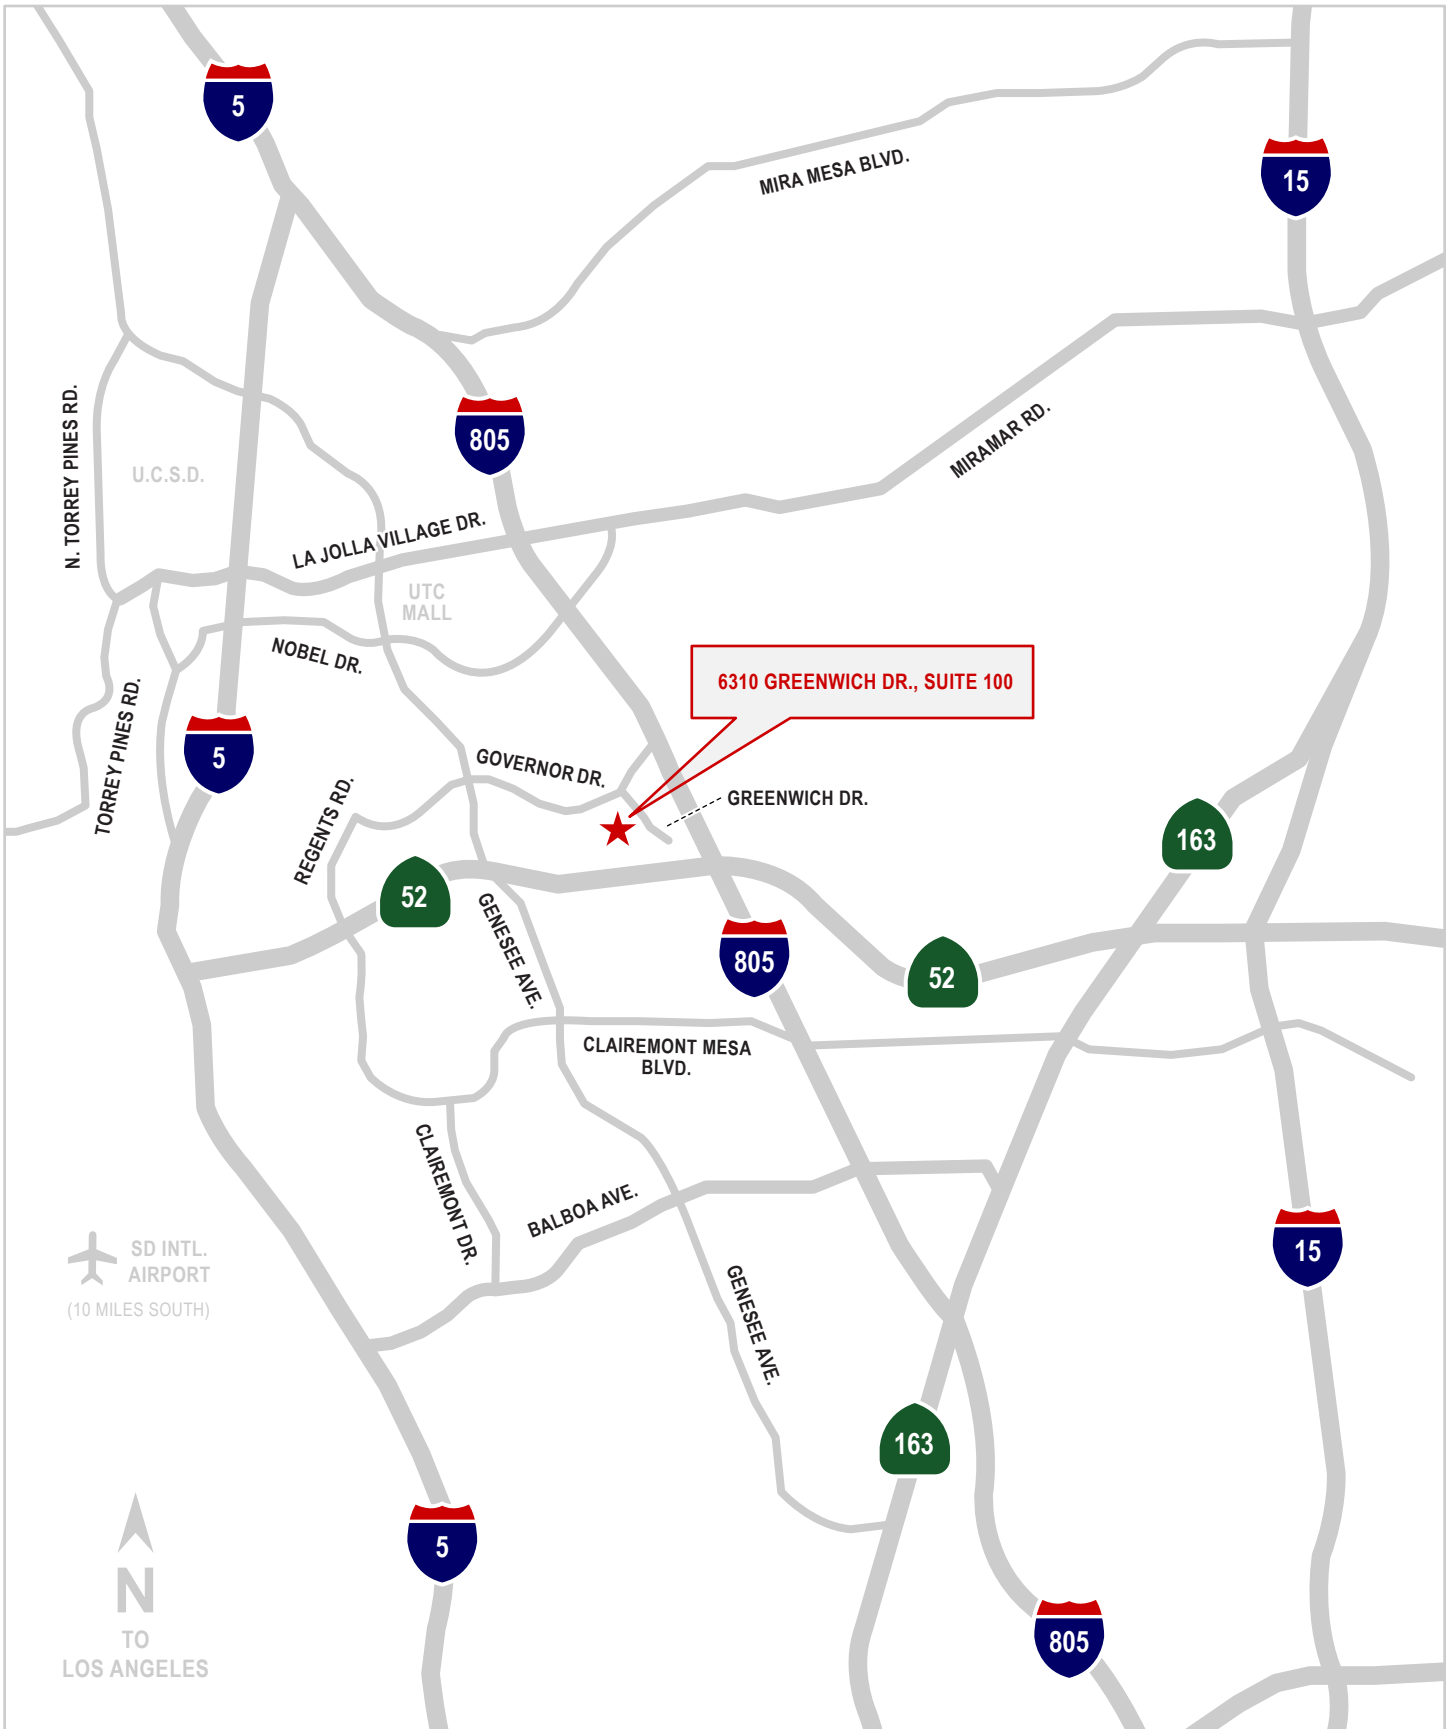 5
MIRA MESA BLVD.
15
N. TORREY PINES RD.
805
MIRAMAR RD.
U.C.S.D.
LA JOLLA VILLAGE DR.
UTC
MALL
NOBEL DR.
6310 GREENWICH DR., SUITE 100
TORREY PINES RD.
5
GOVERNOR DR.
REGENTS RD.
GREENWICH DR.
163
52
GENESEE AVE.
805
52
CLAIREMONT MESA
BLVD.
CLAIREMONT DR.
BALBOA AVE.
SD INTL.
AIRPORT
(10 MILES SOUTH)
15
GENESEE AVE.
163
5
N
TO
LOS ANGELES
805